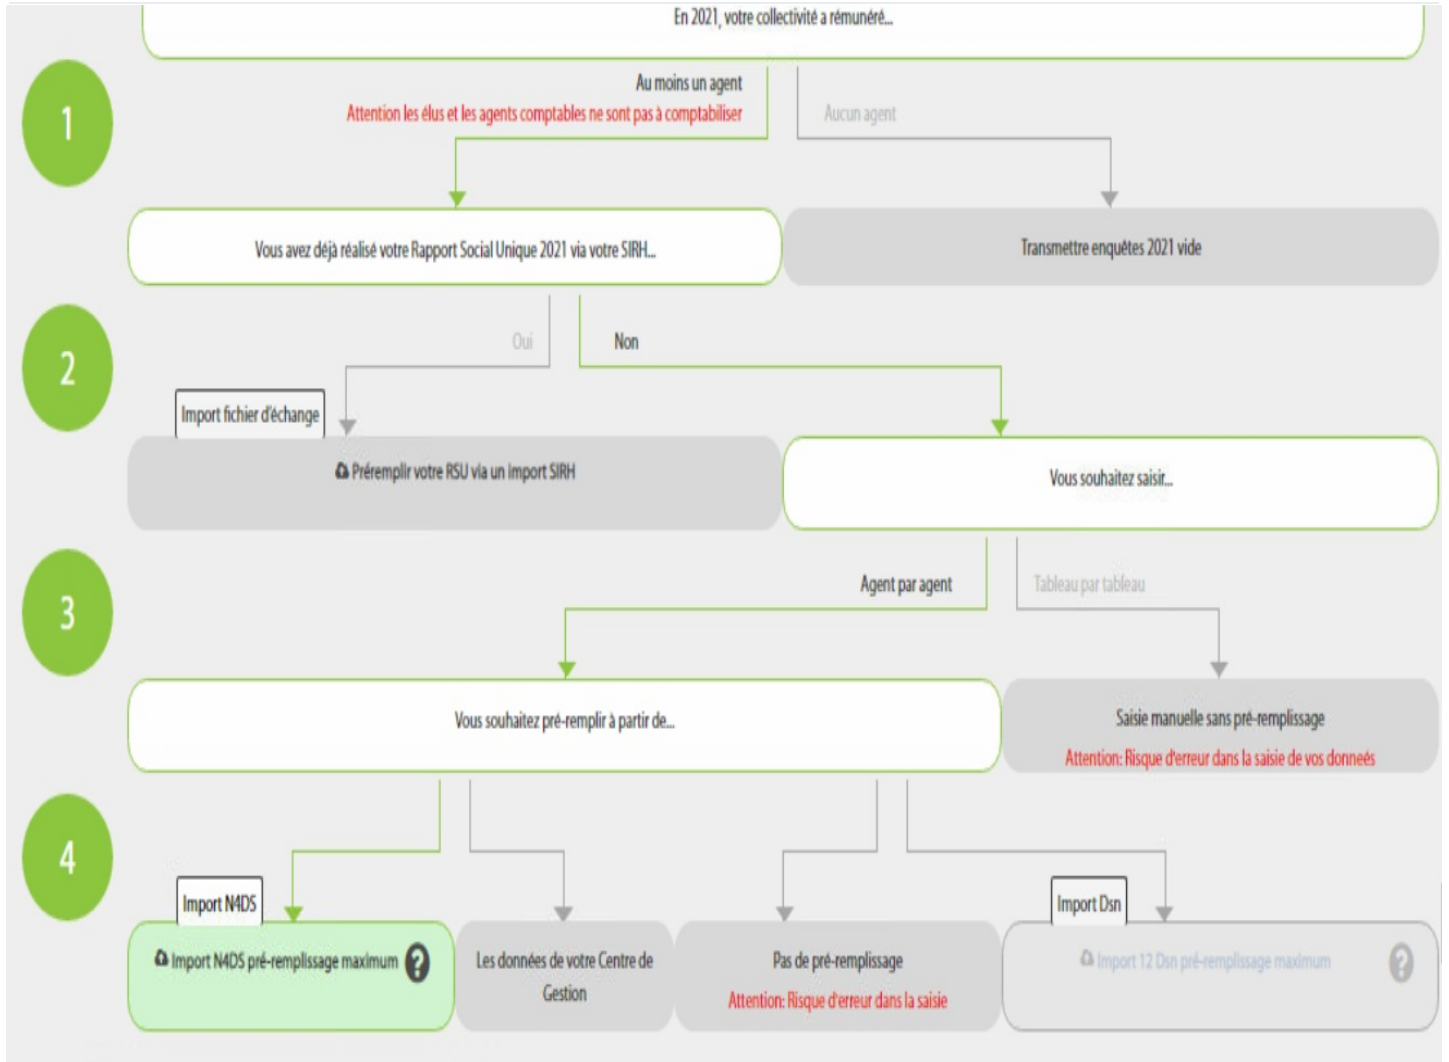 En 2021, votre collectivité a rémunéré...
1
Au moins un agent
Attention les élus et les agents comptables ne sont pas à comptabiliser
Aucun agent
Vous avez déjà réalisé votre Rapport Social Unique 2021 via votre SIRH...
Transmettre enquêtes 2021 vide
2
Oui
Non
Import fichier d'échange
Préremplir votre RSU via un import SIRH
Vous souhaitez saisir...
3
Agent par agent
Tableau par tableau
Vous souhaitez pré-remplir à partir de...
Saisie manuelle sans pré-remplissage
Attention: Risque d'erreur dans la saisie de vos donneés
4
Import N4DS
Import N4DS pré-remplissage maximum ?
Les données de votre Centre de
Gestion
Pas de pré-remplissage
Attention: Risque d'erreur dans la saisie
Import Dsn
Import 12 Dsn pré-remplissage maximum ?